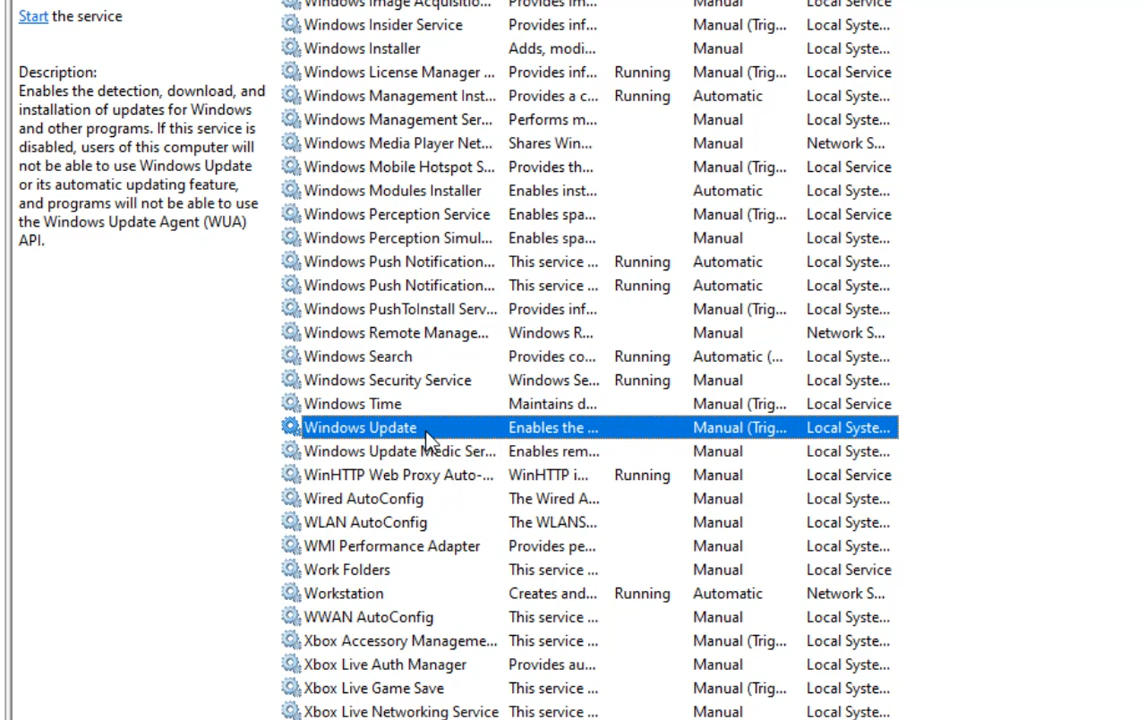 Start the service
Description:
Enables the detection, download, and
installation of updates for Windows
and other programs. If this service is
disabled, users of this computer will
not be able to use Windows Update
or its automatic updating feature,
and programs will not be able to use
the Windows Update Agent (WUA)
API.
Windows Image Acquisitio... Provides im... Manual Local Service
Windows Insider Service Provides inf... Manual (Trig... Local Syste...
Windows Installer Adds, modi... Manual Local Syste...
Windows License Manager ... Provides inf... Running Manual (Trig... Local Service
Windows Management Inst... Provides a c... Running Automatic Local Syste...
Windows Management Ser... Performs m... Manual Local Syste...
Windows Media Player Net... Shares Win... Manual Network S...
Windows Mobile Hotspot S... Provides th... Manual (Trig... Local Service
Windows Modules Installer Enables inst... Automatic Local Syste...
Windows Perception Service Enables spa... Manual (Trig... Local Service
Windows Perception Simul... Enables spa... Manual Local Syste...
Windows Push Notification... This service ... Running Automatic Local Syste...
Windows Push Notification... This service ... Running Automatic Local Syste...
Windows PushToInstall Serv... Provides inf... Manual (Trig... Local Syste...
Windows Remote Manage... Windows R... Manual Network S...
Windows Search Provides co... Running Automatic (... Local Syste...
Windows Security Service Windows Se... Running Manual Local Syste...
Windows Time Maintains d... Manual (Trig... Local Service
Windows Update Enables the ... Manual (Trig... Local Syste...
Windows Update Medic Ser... Enables rem... Manual Local Syste...
WinHTTP Web Proxy Auto-... WinHTTP i... Running Manual Local Service
Wired AutoConfig The Wired A... Manual Local Syste...
WLAN AutoConfig The WLANS... Manual Local Syste...
WMI Performance Adapter Provides pe... Manual Local Syste...
Work Folders This service ... Manual Local Service
Workstation Creates and... Running Automatic Network S...
WWAN AutoConfig This service ... Manual Local Syste...
Xbox Accessory Manageme... This service ... Manual (Trig... Local Syste...
Xbox Live Auth Manager Provides au... Manual Local Syste...
Xbox Live Game Save This service ... Manual (Trig... Local Syste...
Xbox Live Networking Service This service ... Manual Local Syste...